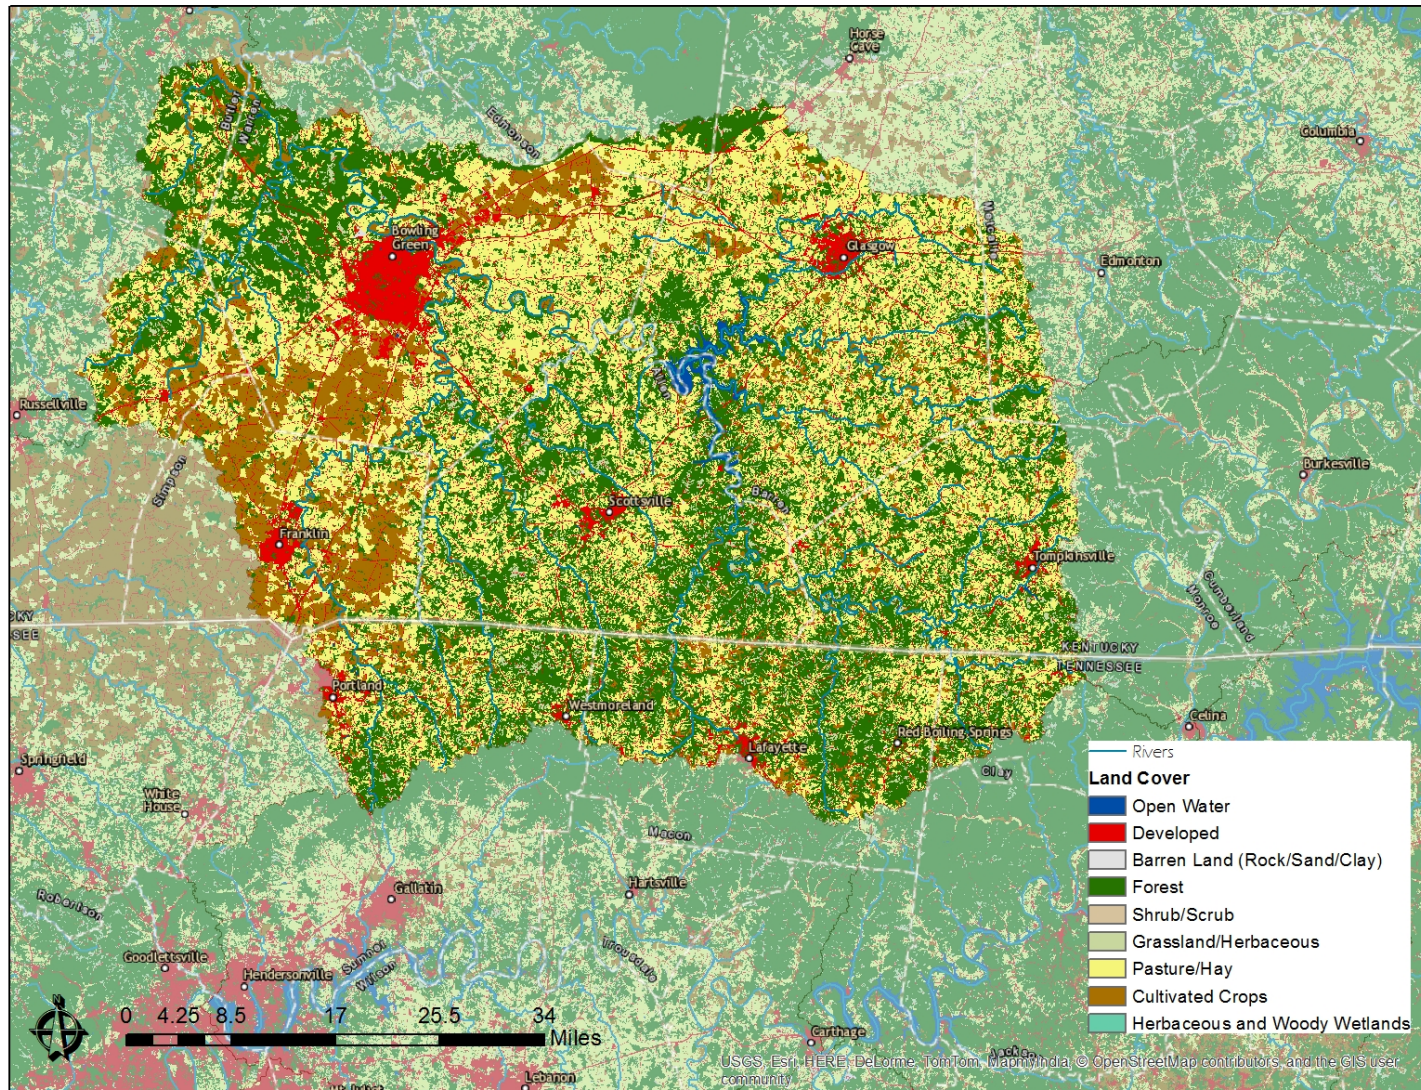 Horse
Cave
Columbia
Butler
Warren
Edmonson
Metcalfe
Bowling
Green
Glasgow
Edmonton
Allen
Russellville
Simpson
Burkesville
Barren
Scottsville
Franklin
Tompkinsville
Cumberland
Monroe
CKY
SSEE
KENTUCKY
TENNESSEE
Portland
Westmoreland
Lafayette
Red Boiling Springs
Celina
Clay
Springfield
White
House
Macon
Robertson
Gallatin
Hartsville
Trousdale
Sumner
Wilson
Goodlettsville
Hendersonville
Carthage
Jackson
Lebanon
Rivers
Land Cover
Open Water
Developed
Barren Land (Rock/Sand/Clay)
Forest
Shrub/Scrub
Grassland/Herbaceous
Pasture/Hay
Cultivated Crops
Herbaceous and Woody Wetlands
N
0 4.25 8.5 17 25.5 34
Miles
USGS, Esri, HERE, DeLorme, TomTom, MapmyIndia, © OpenStreetMap contributors, and the GIS user
community